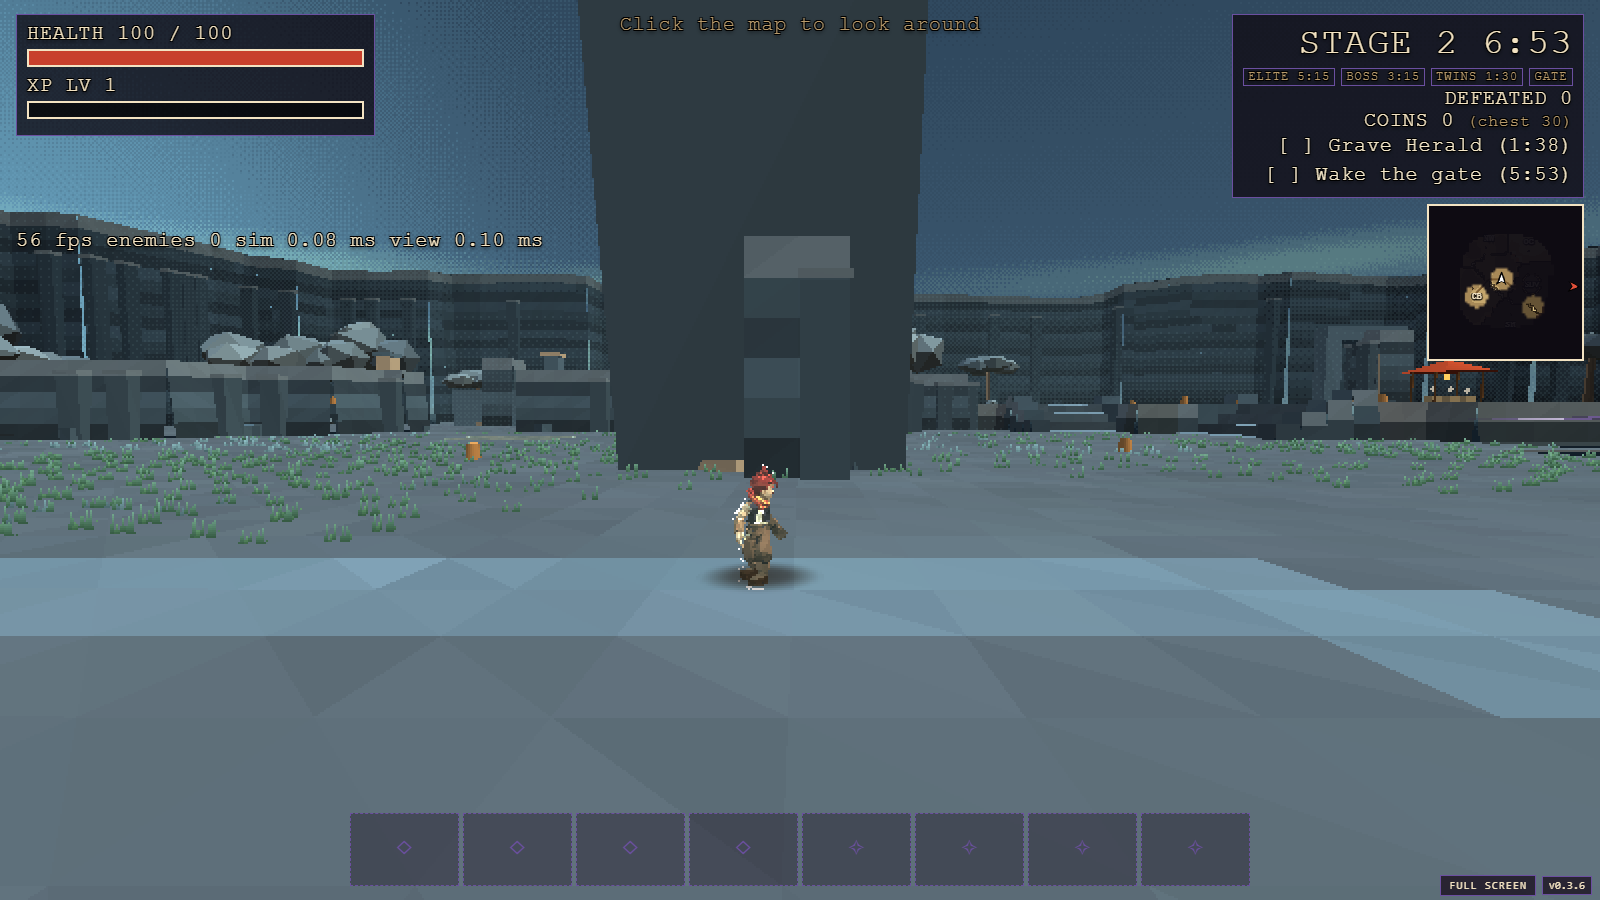 HEALTH 100 / 100
XP LV 1
Click the map to look around
STAGE 2 6:53
ELITE 5:15 BOSS 3:15 TWINS 1:30 GATE
DEFEATED 0
COINS 0 (chest 30)
[ ] Grave Herald (1:38)
[ ] Wake the gate (5:53)
56 fps enemies 0 sim 0.08 ms view 0.10 ms
CB
FULL SCREEN
v0.3.6